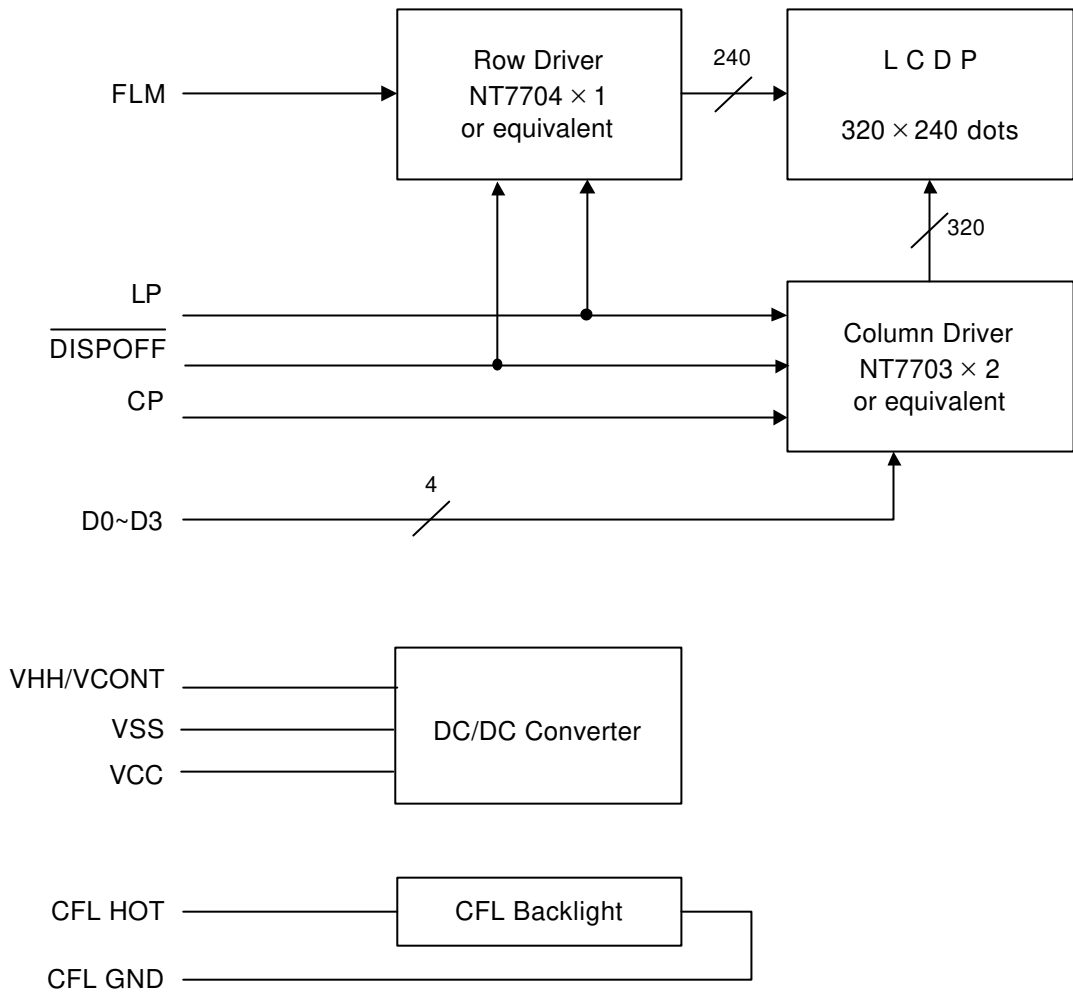 FLM
Row Driver
NT7704 × 1
or equivalent
240
L C D P
320 × 240 dots
320
LP
DISPOFF
CP
Column Driver
NT7703 × 2
or equivalent
4
D0~D3
VHH/VCONT
VSS
VCC
DC/DC Converter
CFL HOT
CFL Backlight
CFL GND